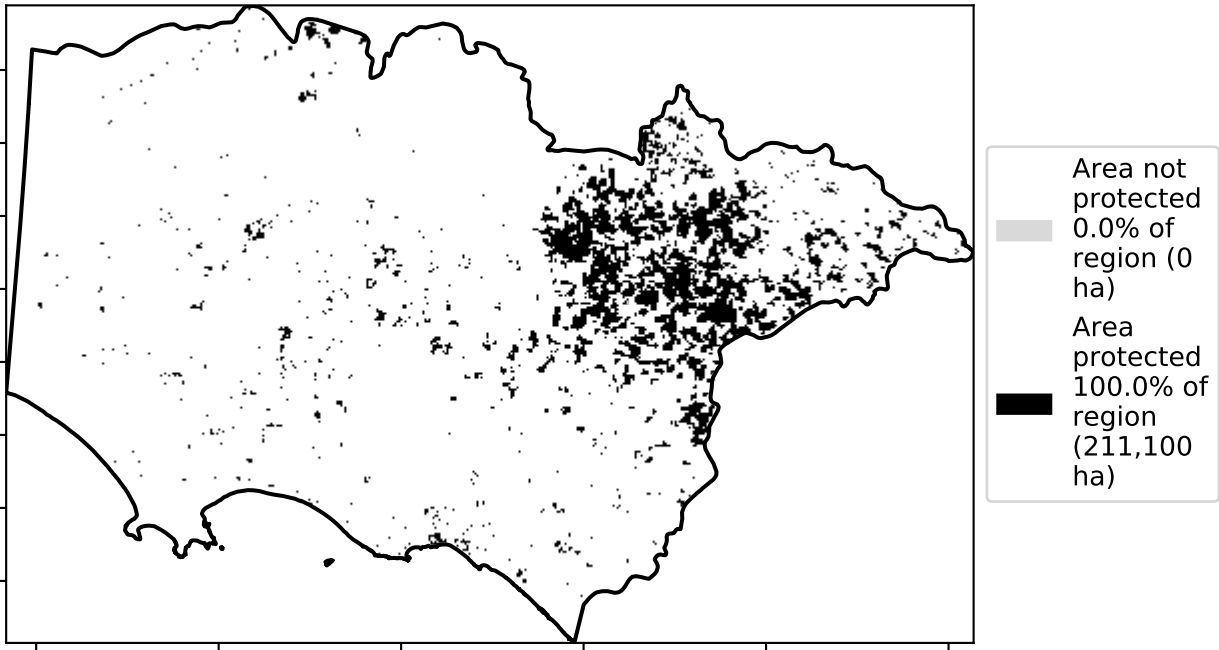 Area not
protected
0.0% of
region (0
ha)
Area
protected
100.0% of
region
(211,100
ha)